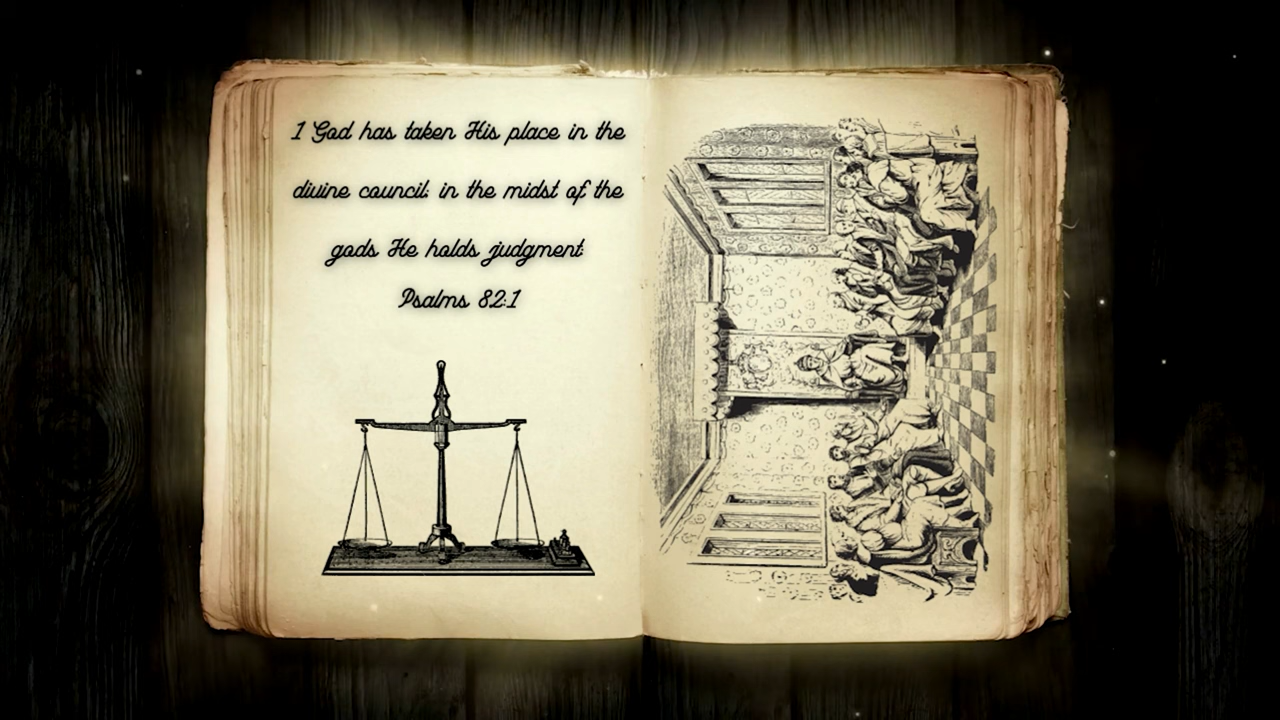 1 God has taken His place in the
divine council; in the midst of the
gods He holds judgment:
Psalms 82:1